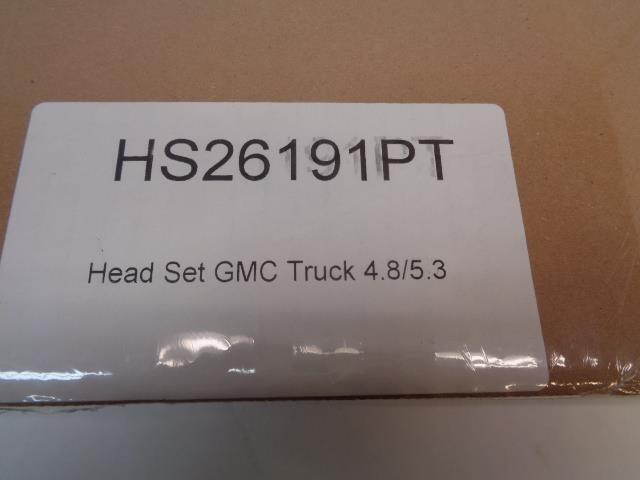 HS26191PT
Head Set GMC Truck 4.8/5.3